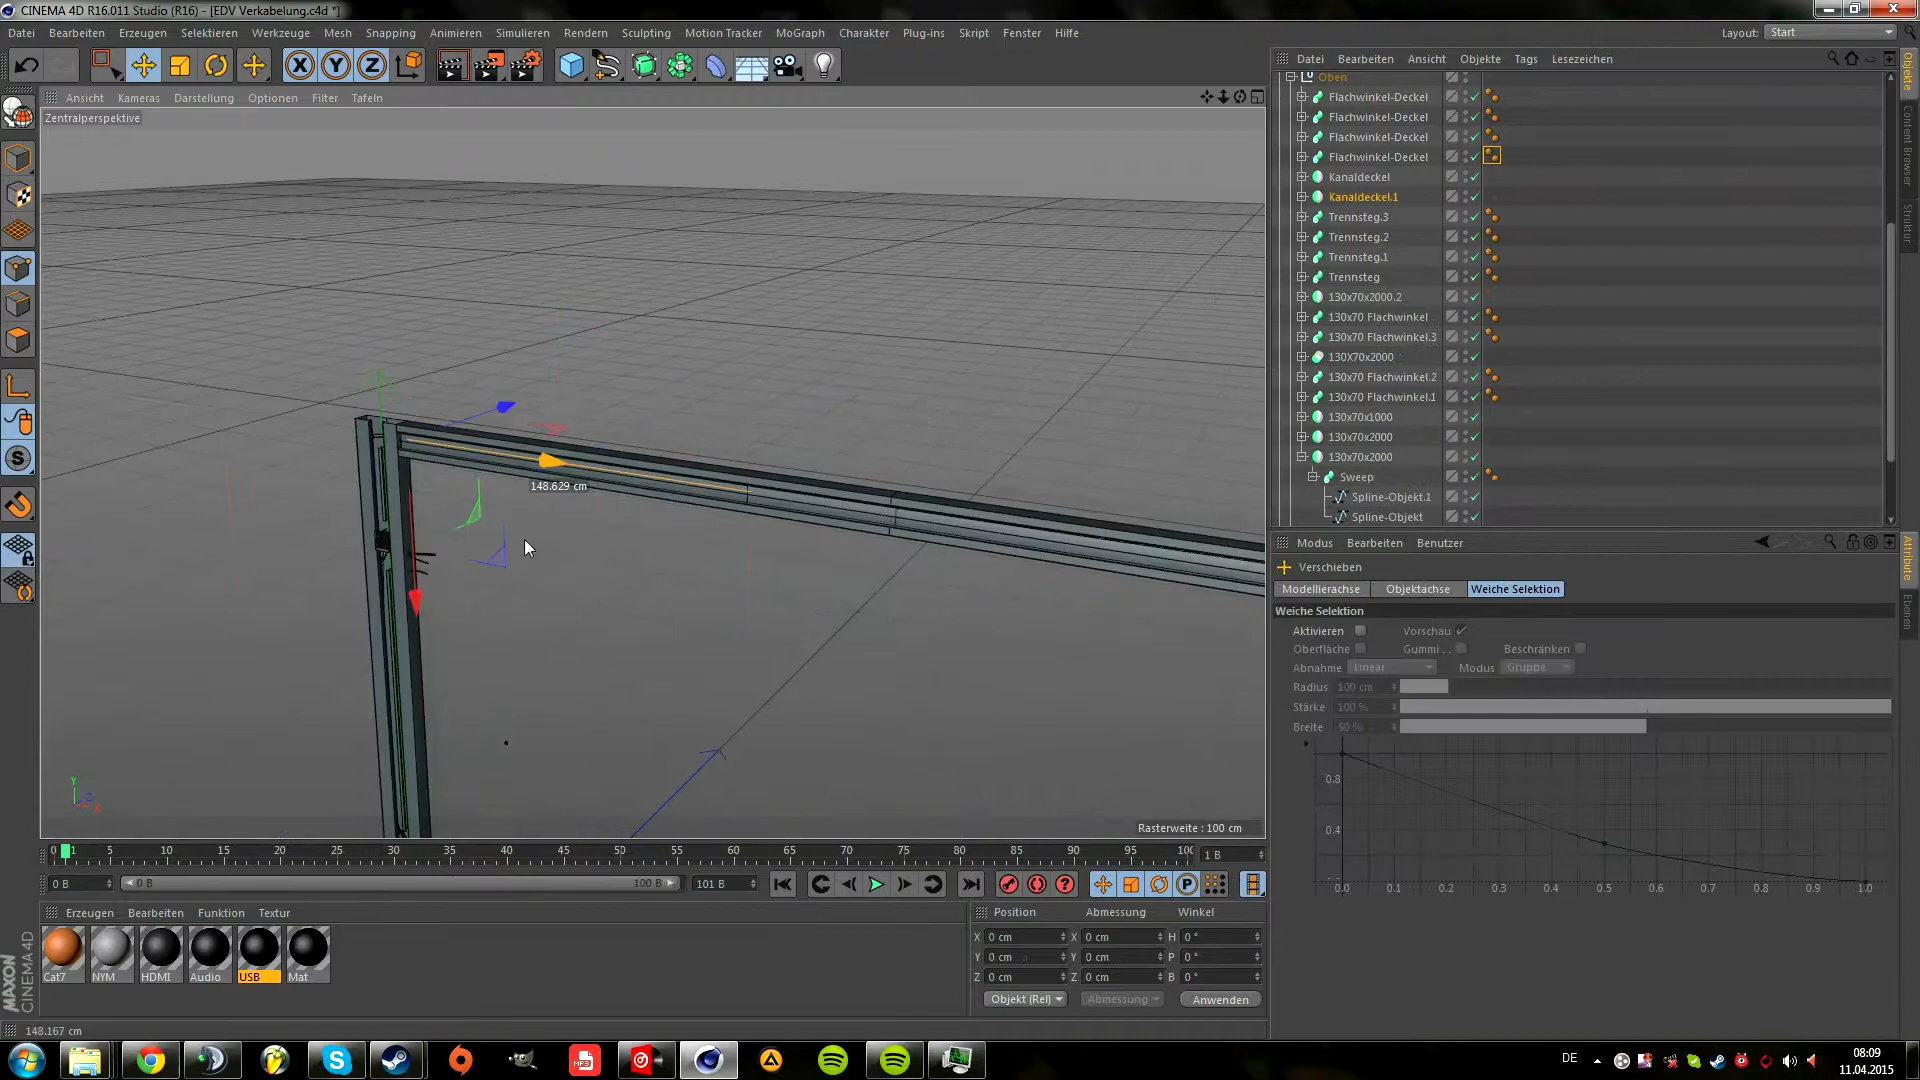 CINEMA 4D R16.011 Studio (R16) - [EDV Verkabelung.c4d *]
Datei Bearbeiten Erzeugen Selektieren Werkzeuge Mesh Snapping Animieren Simulieren Rendern Sculpting Motion Tracker MoGraph Charakter Plug-ins Skript Fenster Hilfe
Layout: Start
Datei Bearbeiten Ansicht Objekte Tags Lesezeichen
Ansicht Kameras Darstellung Optionen Filter Tafeln
Zentralperspektive
148.629 cm
Rasterweite : 100 cm
Oben
Flachwinkel-Deckel
Flachwinkel-Deckel
Flachwinkel-Deckel
Flachwinkel-Deckel
Kanaldeckel
Kanaldeckel.1
Trennsteg.3
Trennsteg.2
Trennsteg.1
Trennsteg
130x70x2000.2
130x70 Flachwinkel
130x70 Flachwinkel.3
130X70x2000
130x70 Flachwinkel.2
130x70 Flachwinkel.1
130x70x1000
130x70x2000
130x70x2000
Sweep
Spline-Objekt.1
Spline-Objekt
Objekte
Content Browser
Struktur
Modus Bearbeiten Benutzer
Verschieben
Modellierachse Objektachse Weiche Selektion
Weiche Selektion
Aktivieren Vorschau
Oberfläche Gummi . . Beschränken
Abnahme Linear Modus Gruppe
Radius 100 cm
Stärke 100 %
Breite 50 %
0.8
0.4
0.0 0.1 0.2 0.3 0.4 0.5 0.6 0.7 0.8 0.9 1.0
Attribute
Ebenen
0 1 5 10 15 20 25 30 35 40 45 50 55 60 65 70 75 80 85 90 95 100
1 B
0 B 0 B 100 B 101 B
Erzeugen Bearbeiten Funktion Textur
Cat7 NYM HDMI Audio USB Mat
Position Abmessung Winkel
X 0 cm X 0 cm H 0 °
Y 0 cm Y 0 cm P 0 °
Z 0 cm Z 0 cm B 0 °
Objekt (Rel) Abmessung Anwenden
MAXON
CINEMA 4D
148.167 cm
MP3
DE
08:09
11.04.2015